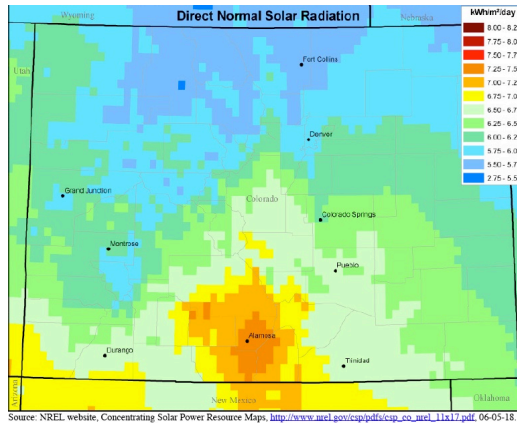 Direct Normal Solar Radiation
kWh/m²/day
Wyoming
Nebraska
8.00 - 8.2
7.75 - 8.0
7.50 - 7.7
7.25 - 7.5
7.00 - 7.2
6.75 - 7.0
6.50 - 6.7
6.25 - 6.5
6.00 - 6.2
5.75 - 6.0
5.50 - 5.7
2.75 - 5.5
Utah
Fort Collins
Denver
Grand Junction
Colorado
Colorado Springs
Montrose
Pueblo
Alamosa
Durango
Trinidad
Arizona
New Mexico
Oklahoma
Source: NREL website, Concentrating Solar Power Resource Maps, http://www.nrel.gov/csp/pdfs/csp_co_nrel_11x17.pdf, 06-05-18.